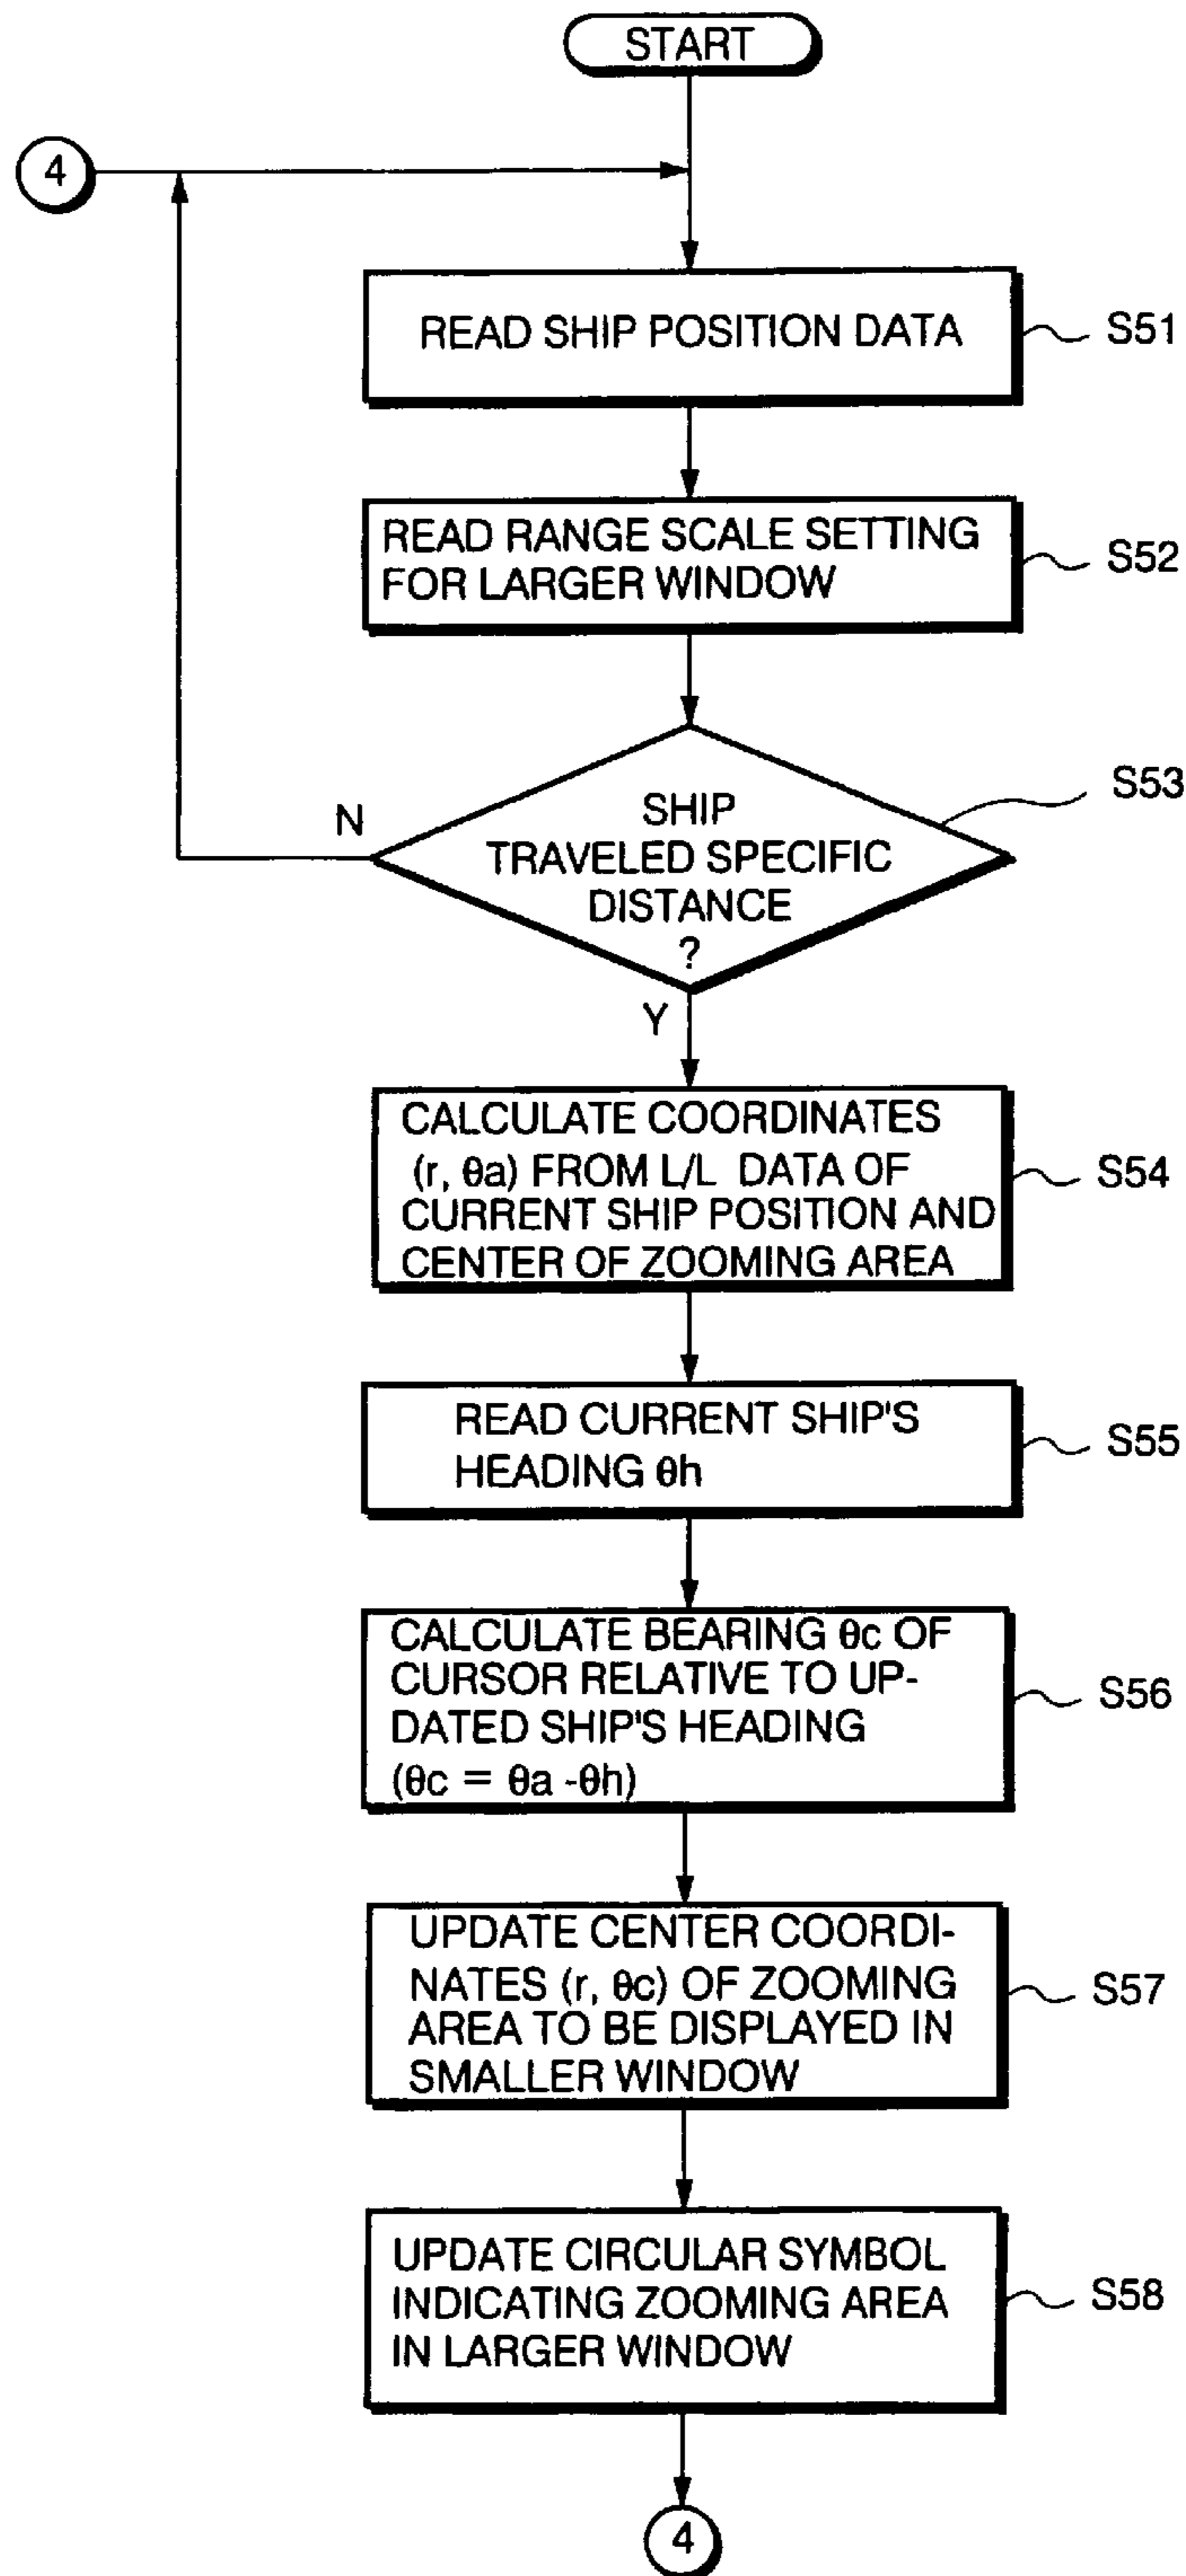 START
4
READ SHIP POSITION DATA
S51
READ RANGE SCALE SETTING
FOR LARGER WINDOW
S52
SHIP
TRAVELED SPECIFIC
DISTANCE
?
S53
N
Y
CALCULATE COORDINATES
(r, θa) FROM L/L DATA OF
CURRENT SHIP POSITION AND
CENTER OF ZOOMING AREA
S54
READ CURRENT SHIP'S
HEADING θh
S55
CALCULATE BEARING θc OF
CURSOR RELATIVE TO UP-
DATED SHIP'S HEADING
(θc = θa -θh)
S56
UPDATE CENTER COORDI-
NATES (r, θc) OF ZOOMING
AREA TO BE DISPLAYED IN
SMALLER WINDOW
S57
UPDATE CIRCULAR SYMBOL
INDICATING ZOOMING AREA
IN LARGER WINDOW
S58
4